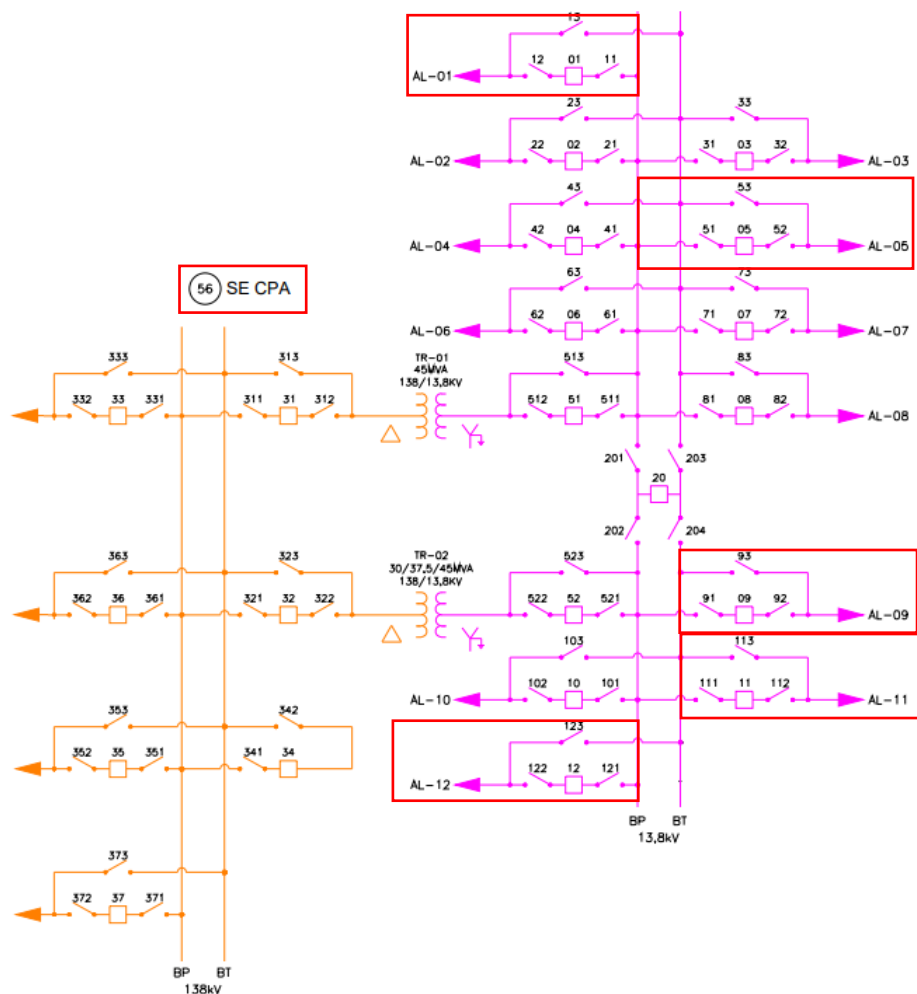 13
12 01 11
AL-01
23 33
22 02 21 31 03 32
AL-02 AL-03
43 53
42 04 41 51 05 52
AL-04 AL-05
56 SE CPA
63 73
62 06 61 71 07 72
AL-06 AL-07
333 313
TR-01
45MVA
138/13,8KV
513 83
332 33 331 311 31 312
512 51 511 81 08 82
AL-08
201 203
20
202 204
363 323
TR-02
30/37,5/45MVA
138/13,8KV
523 93
362 36 361 321 32 322
522 52 521 91 09 92
AL-09
103 113
102 10 101 111 11 112
AL-10 AL-11
353 342
352 35 351 341 34
123
122 12 121
AL-12
BP BT
13,8kV
373
372 37 371
BP BT
138kV